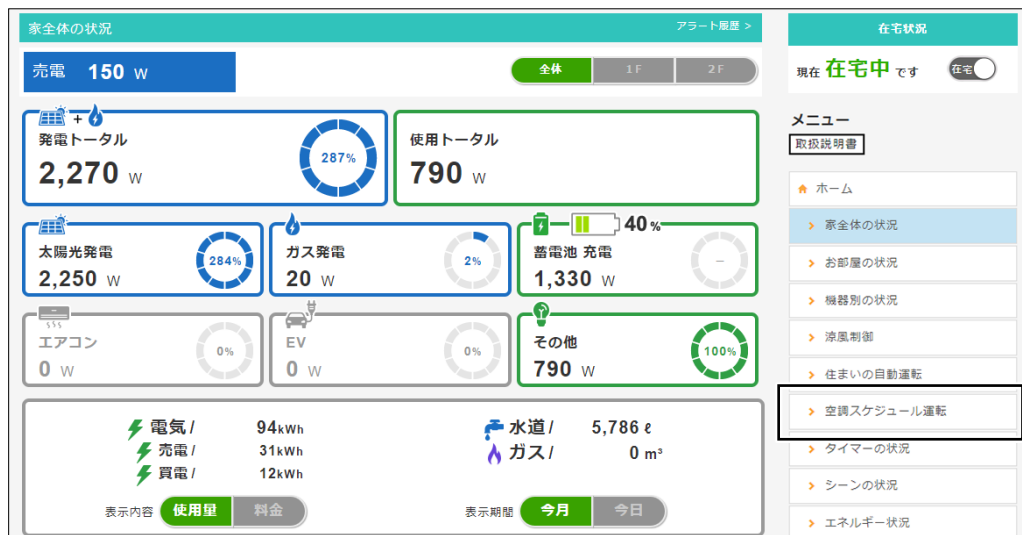 家全体の状況
アラート履歴 >
売電 150 W
全体 1F 2F
+
発電トータル
2,270 W
287%
使用トータル
790 W
太陽光発電
2,250 W
284%
ガス発電
20 W
2%
40%
蓄電池 充電
1,330 W
–
エアコン
0 W
0%
EV
0 W
0%
その他
790 W
100%
電気/ 94kWh
売電/ 31kWh
買電/ 12kWh
水道/ 5,786 ℓ
ガス/ 0 m³
表示内容 使用量 料金
表示期間 今月 今日
在宅状況
現在 在宅中 です 在宅
メニュー
取扱説明書
ホーム
> 家全体の状況
> お部屋の状況
> 機器別の状況
> 涼風制御
> 住まいの自動運転
> 空調スケジュール運転
> タイマーの状況
> シーンの状況
> エネルギー状況